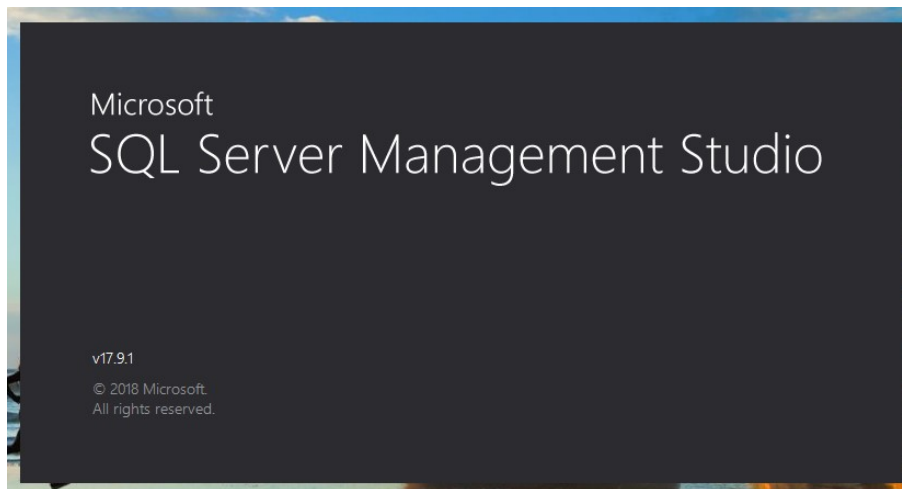 Microsoft
SQL Server Management Studio
v17.9.1
© 2018 Microsoft.
All rights reserved.